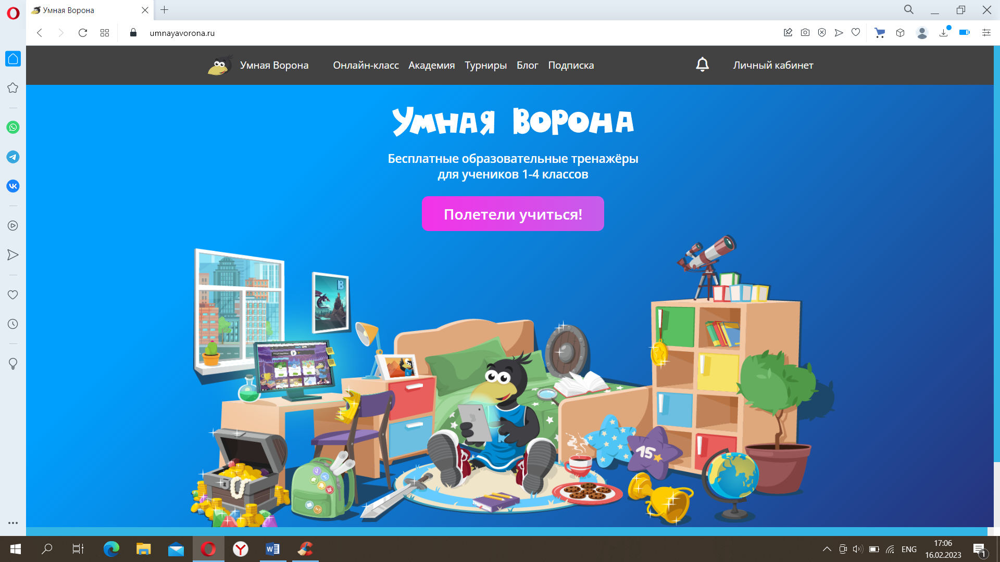 Умная Ворона
umnayavorona.ru
Умная Ворона Онлайн-класс Академия Турниры Блог Подписка Личный кабинет
Умная Ворона
Бесплатные образовательные тренажёры
для учеников 1-4 классов
Полетели учиться!
В
15
ENG
17:06
16.02.2023
1